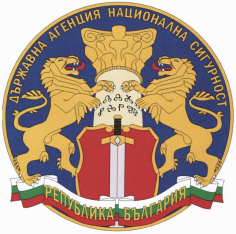 ДЪРЖАВНА АГЕНЦИЯ НАЦИОНАЛНА СИГУРНОСТ
РЕПУБЛИКА БЪЛГАРИЯ